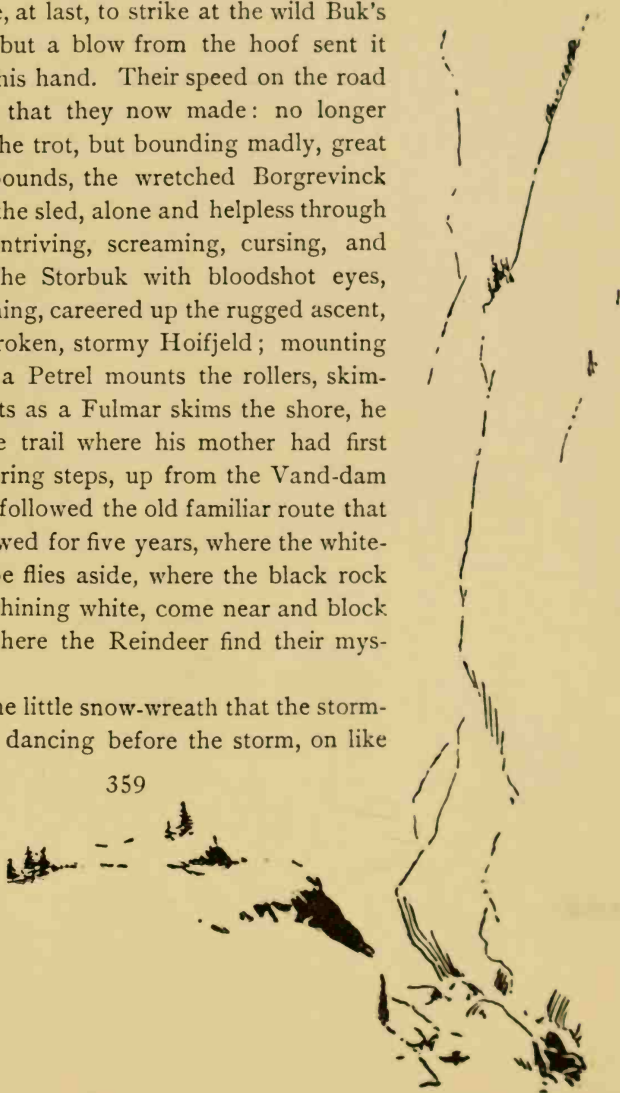 , at last, to strike at the wild Buk's
but a blow from the hoof sent it
his hand. Their speed on the road
that they now made: no longer
he trot, but bounding madly, great
ounds, the wretched Borgrevinck
the sled, alone and helpless through
ntriving, screaming, cursing, and
he Storbuk with bloodshot eyes,
ning, careered up the rugged ascent,
roken, stormy Hoifjeld; mounting
a Petrel mounts the rollers, skim-
ts as a Fulmar skims the shore, he
e trail where his mother had first
ring steps, up from the Vand-dam
followed the old familiar route that
wed for five years, where the white-
e flies aside, where the black rock
hining white, come near and block
here the Reindeer find their mys-
ne little snow-wreath that the storm-
dancing before the storm, on like
359